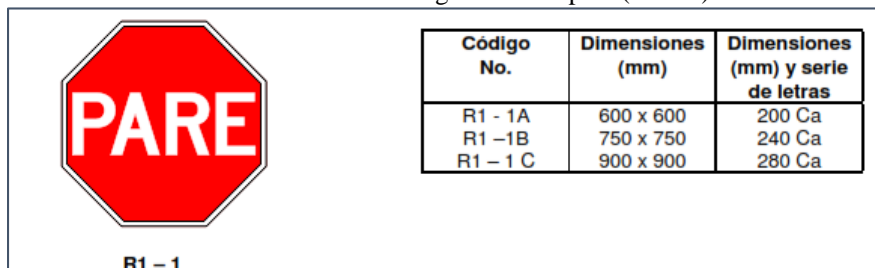 PARE
R1 – 1
Código No. Dimensiones (mm) Dimensiones (mm) y serie de letras
R1 - 1A 600 x 600 200 Ca
R1 –1B 750 x 750 240 Ca
R1 – 1 C 900 x 900 280 Ca